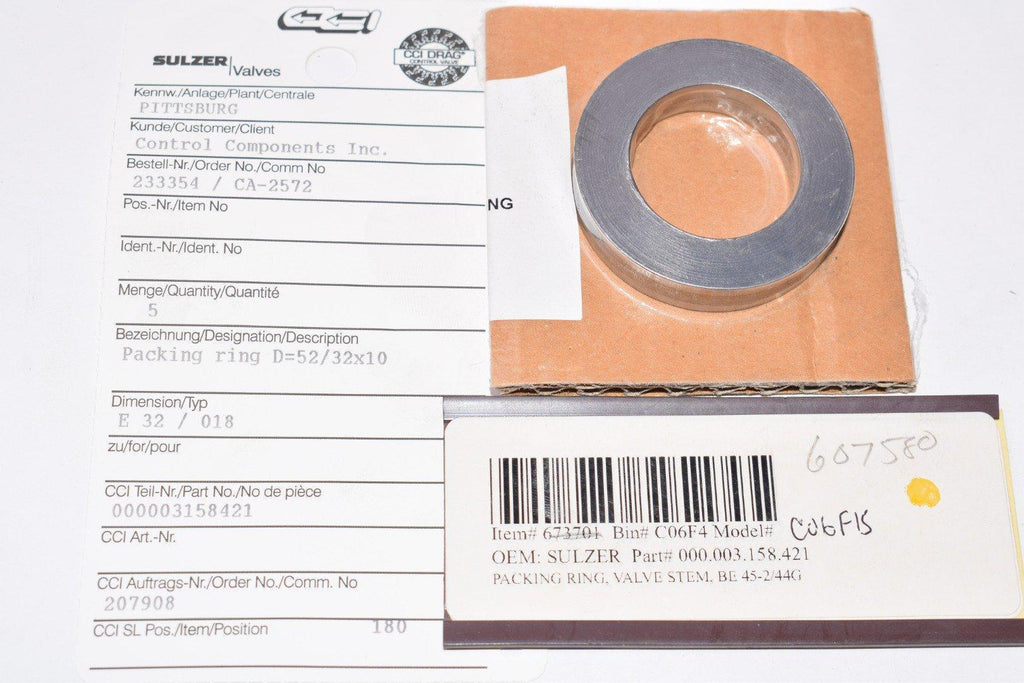 CCI
SULZER Valves
CCI DRAG®
CONTROL VALVE
Kennw./Anlage/Plant/Centrale
PITTSBURG
Kunde/Customer/Client
Control Components Inc.
Bestell-Nr./Order No./Comm No
233354 / CA-2572
Pos.-Nr./Item No
Ident.-Nr./Ident. No
Menge/Quantity/Quantité
5
Bezeichnung/Designation/Description
Packing ring D=52/32x10
Dimension/Typ
E 32 / 018
zu/for/pour
CCI Teil-Nr./Part No./No de pièce
000003158421
CCI Art.-Nr.
CCI Auftrags-Nr./Order No./Comm. No
207908
CCI SL Pos./Item/Position 180
NG
607580
Item# 673701 Bin# C06F4 Model# C06F15
OEM: SULZER Part# 000.003.158.421
PACKING RING, VALVE STEM, BE 45-2/44G